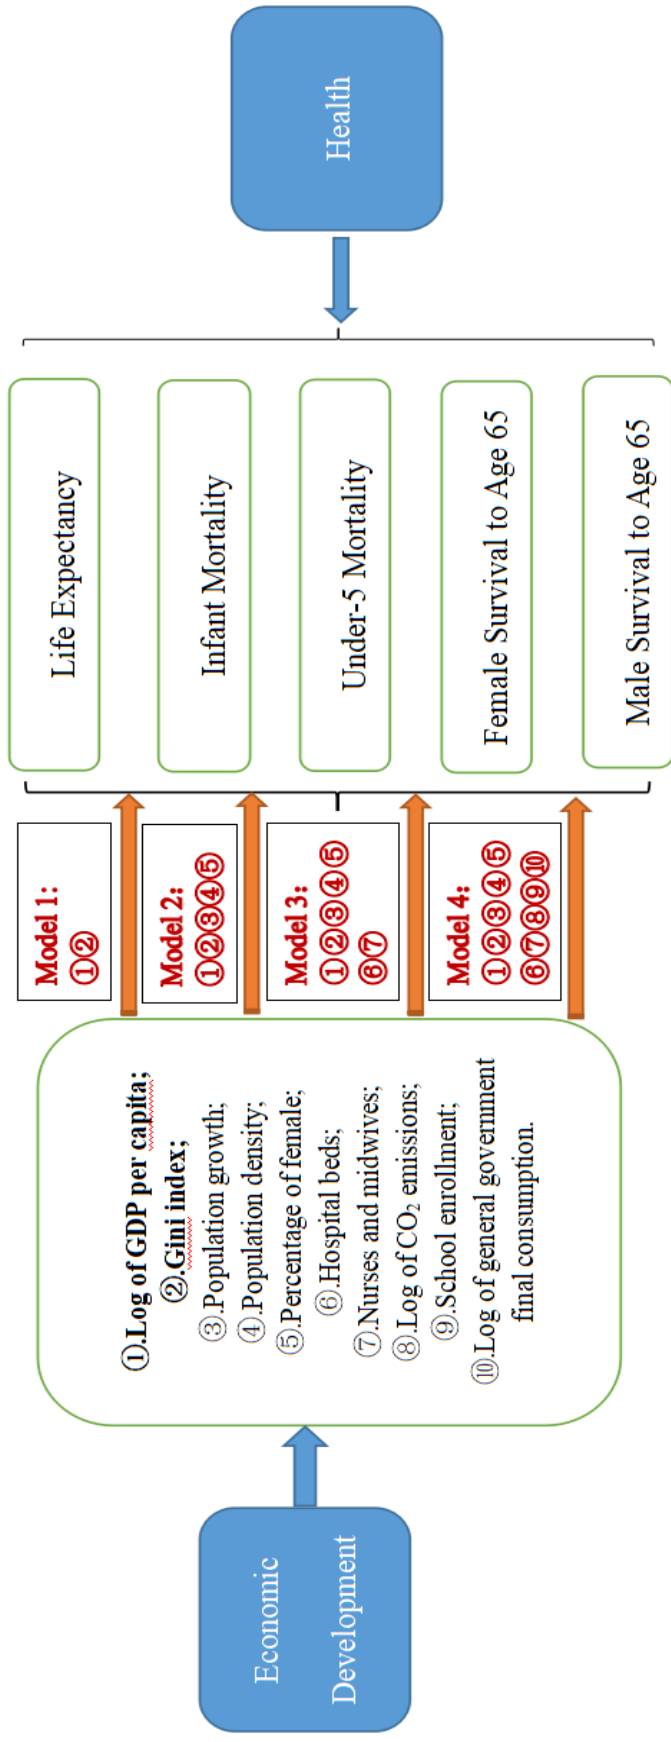 Economic
Development
①.Log of GDP per capita;
②.Gini index;
③.Population growth;
④.Population density;
⑤.Percentage of female;
⑥.Hospital beds;
⑦.Nurses and midwives;
⑧.Log of CO₂ emissions;
⑨.School enrollment;
⑩.Log of general government
final consumption.
Model 1:
①②
Model 2:
①②③④⑤
Model 3:
①②③④⑤
⑥⑦
Model 4:
①②③④⑤
⑥⑦⑧⑨⑩
Life Expectancy
Infant Mortality
Under-5 Mortality
Female Survival to Age 65
Male Survival to Age 65
Health